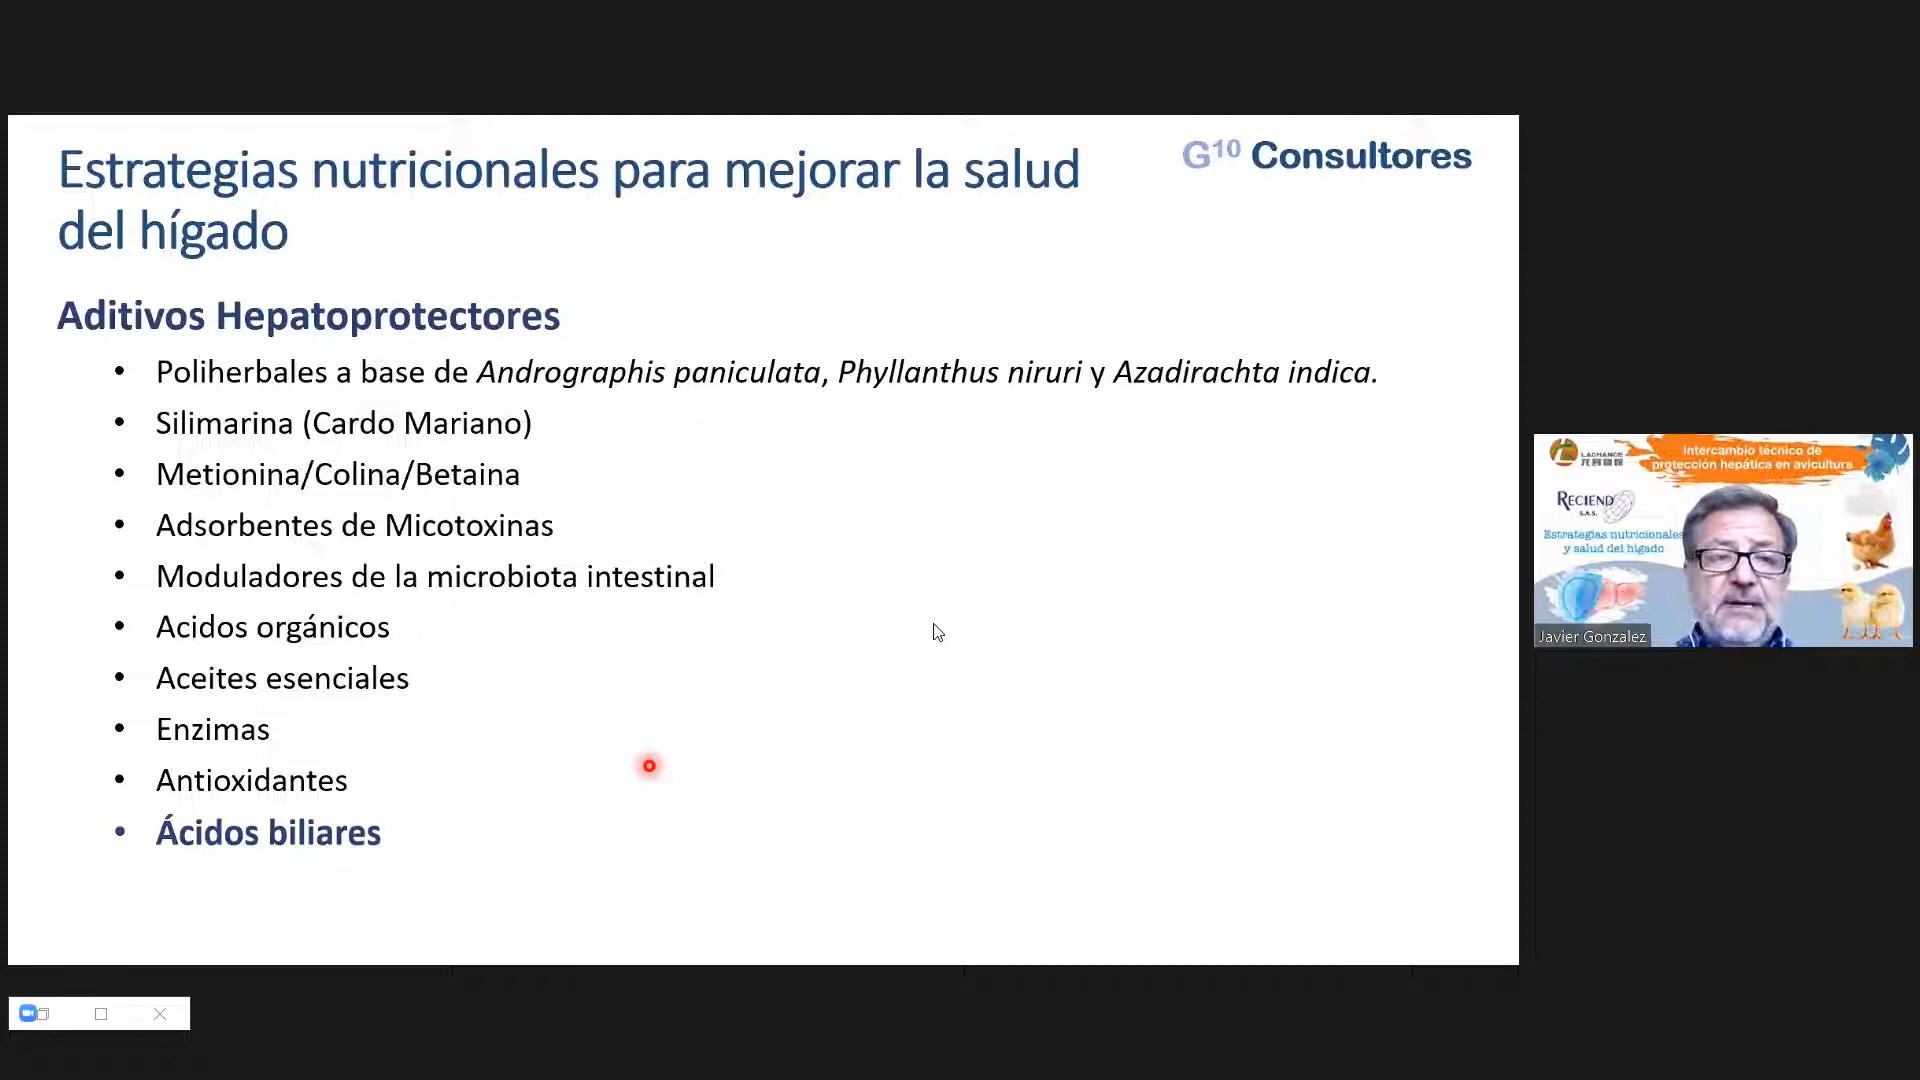 Estrategias nutricionales para mejorar la salud
del hígado
G10 Consultores
Aditivos Hepatoprotectores
• Poliherbales a base de Andrographis paniculata, Phyllanthus niruri y Azadirachta indica.
• Silimarina (Cardo Mariano)
• Metionina/Colina/Betaina
• Adsorbentes de Micotoxinas
• Moduladores de la microbiota intestinal
• Acidos orgánicos
• Aceites esenciales
• Enzimas
• Antioxidantes
• Ácidos biliares
LACHANCE
Intercambio técnico de
protección hepática en avicultura
RECIEND
S.A.S.
Estrategias nutricionales
y salud del hígado
Javier Gonzalez